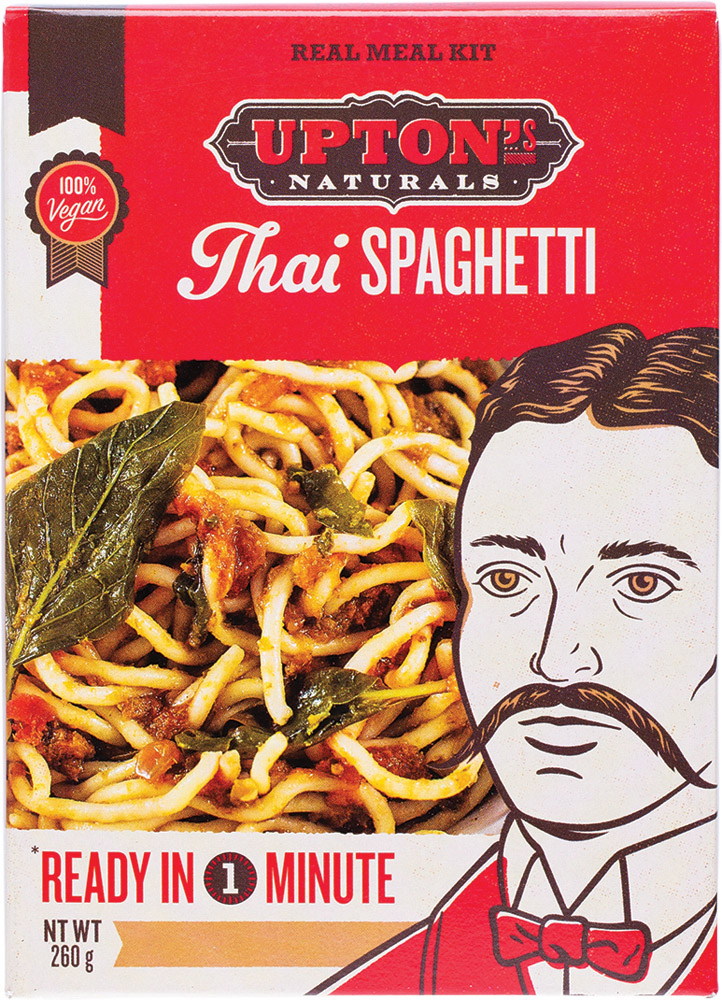 REAL MEAL KIT
UPTON'S
· NATURALS ·
100%
Vegan
Thai SPAGHETTI
*READY IN 1 MINUTE
NT WT
260 g